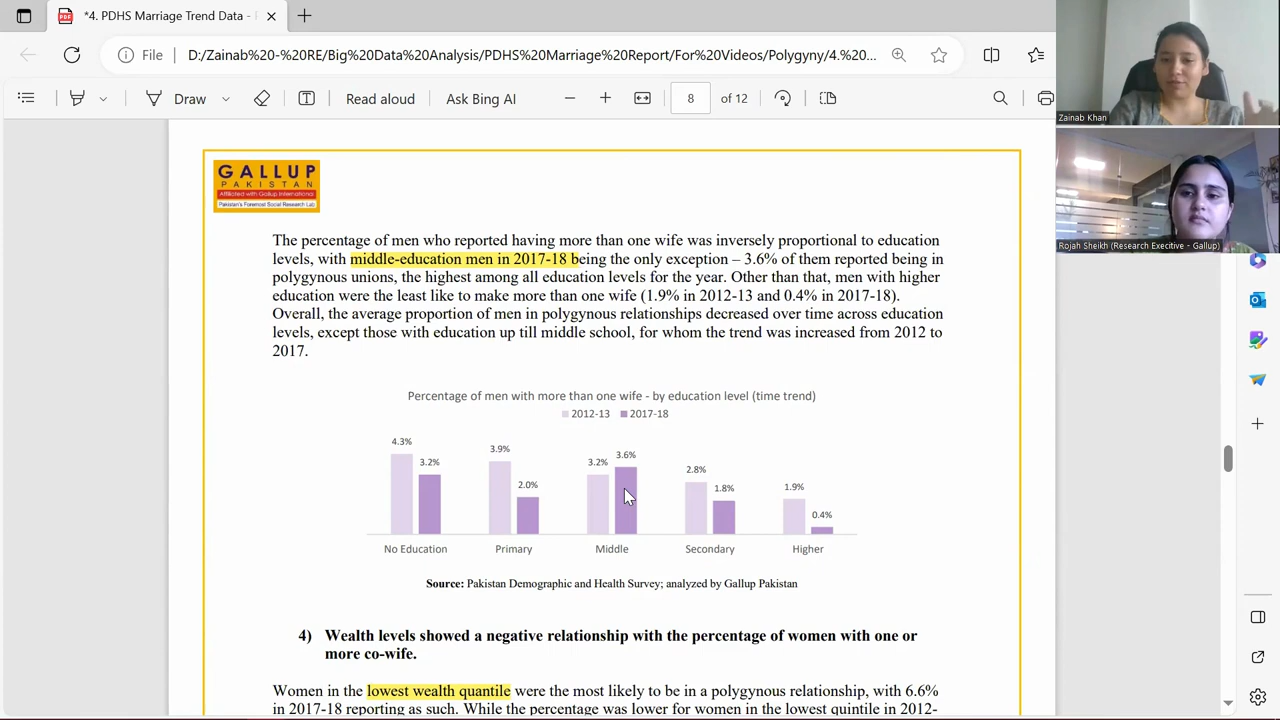 *4. PDHS Marriage Trend Data -
File
D:/Zainab%20-%20RE/Big%20Data%20Analysis/PDHS%20Marriage%20Report/For%20Videos/Polygyny/4.%20...
Draw
Read aloud
Ask Bing AI
8
of 12
Zainab Khan
Rojah Sheikh (Research Execitive - Gallup)
GALLUP
PAKISTAN
Affiliated with Gallup International
Pakistan's Foremost Social Research Lab
The percentage of men who reported having more than one wife was inversely proportional to education
levels, with middle-education men in 2017-18 being the only exception – 3.6% of them reported being in
polygynous unions, the highest among all education levels for the year. Other than that, men with higher
education were the least like to make more than one wife (1.9% in 2012-13 and 0.4% in 2017-18).
Overall, the average proportion of men in polygynous relationships decreased over time across education
levels, except those with education up till middle school, for whom the trend was increased from 2012 to
2017.
Percentage of men with more than one wife - by education level (time trend)
2012-13 2017-18
4.3% 3.2% 3.9% 2.0% 3.2% 3.6% 2.8% 1.8% 1.9% 0.4%
No Education Primary Middle Secondary Higher
Source: Pakistan Demographic and Health Survey; analyzed by Gallup Pakistan
4) Wealth levels showed a negative relationship with the percentage of women with one or
more co-wife.
Women in the lowest wealth quantile were the most likely to be in a polygynous relationship, with 6.6%
in 2017-18 reporting as such. While the percentage was lower for women in the lowest quintile in 2012-